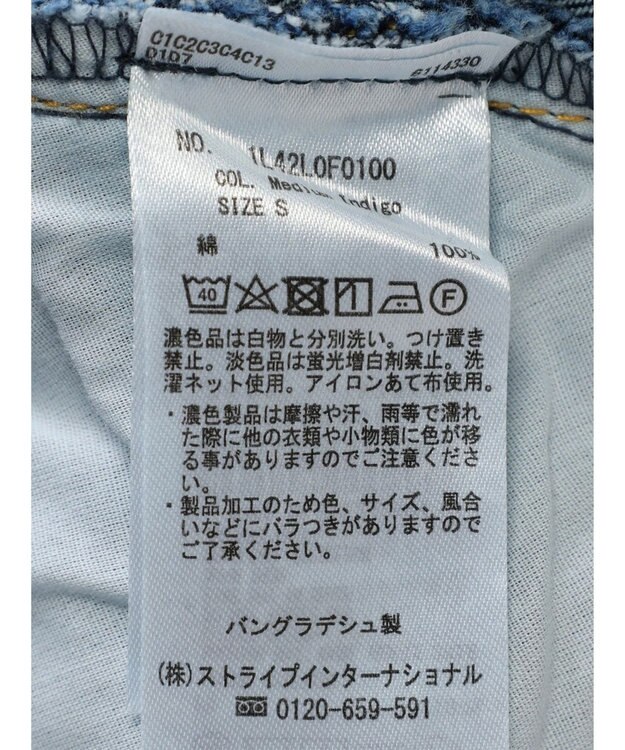 C1C2C3C4C13
D1D7
6114330
NO. 1L42L0F0100
COL. Medium Indigo
SIZE S
綿 100%
40
F
濃色品は白物と分別洗い。つけ置き
禁止。淡色品は蛍光増白剤禁止。洗
濯ネット使用。アイロンあて布使用。
・濃色製品は摩擦や汗、雨等で濡れ
た際に他の衣類や小物類に色が移
る事がありますのでご注意くださ
い。
・製品加工のため色、サイズ、風合
いなどにバラつきがありますので
ご了承ください。
バングラデシュ製
(株)ストライプインターナショナル
0120-659-591